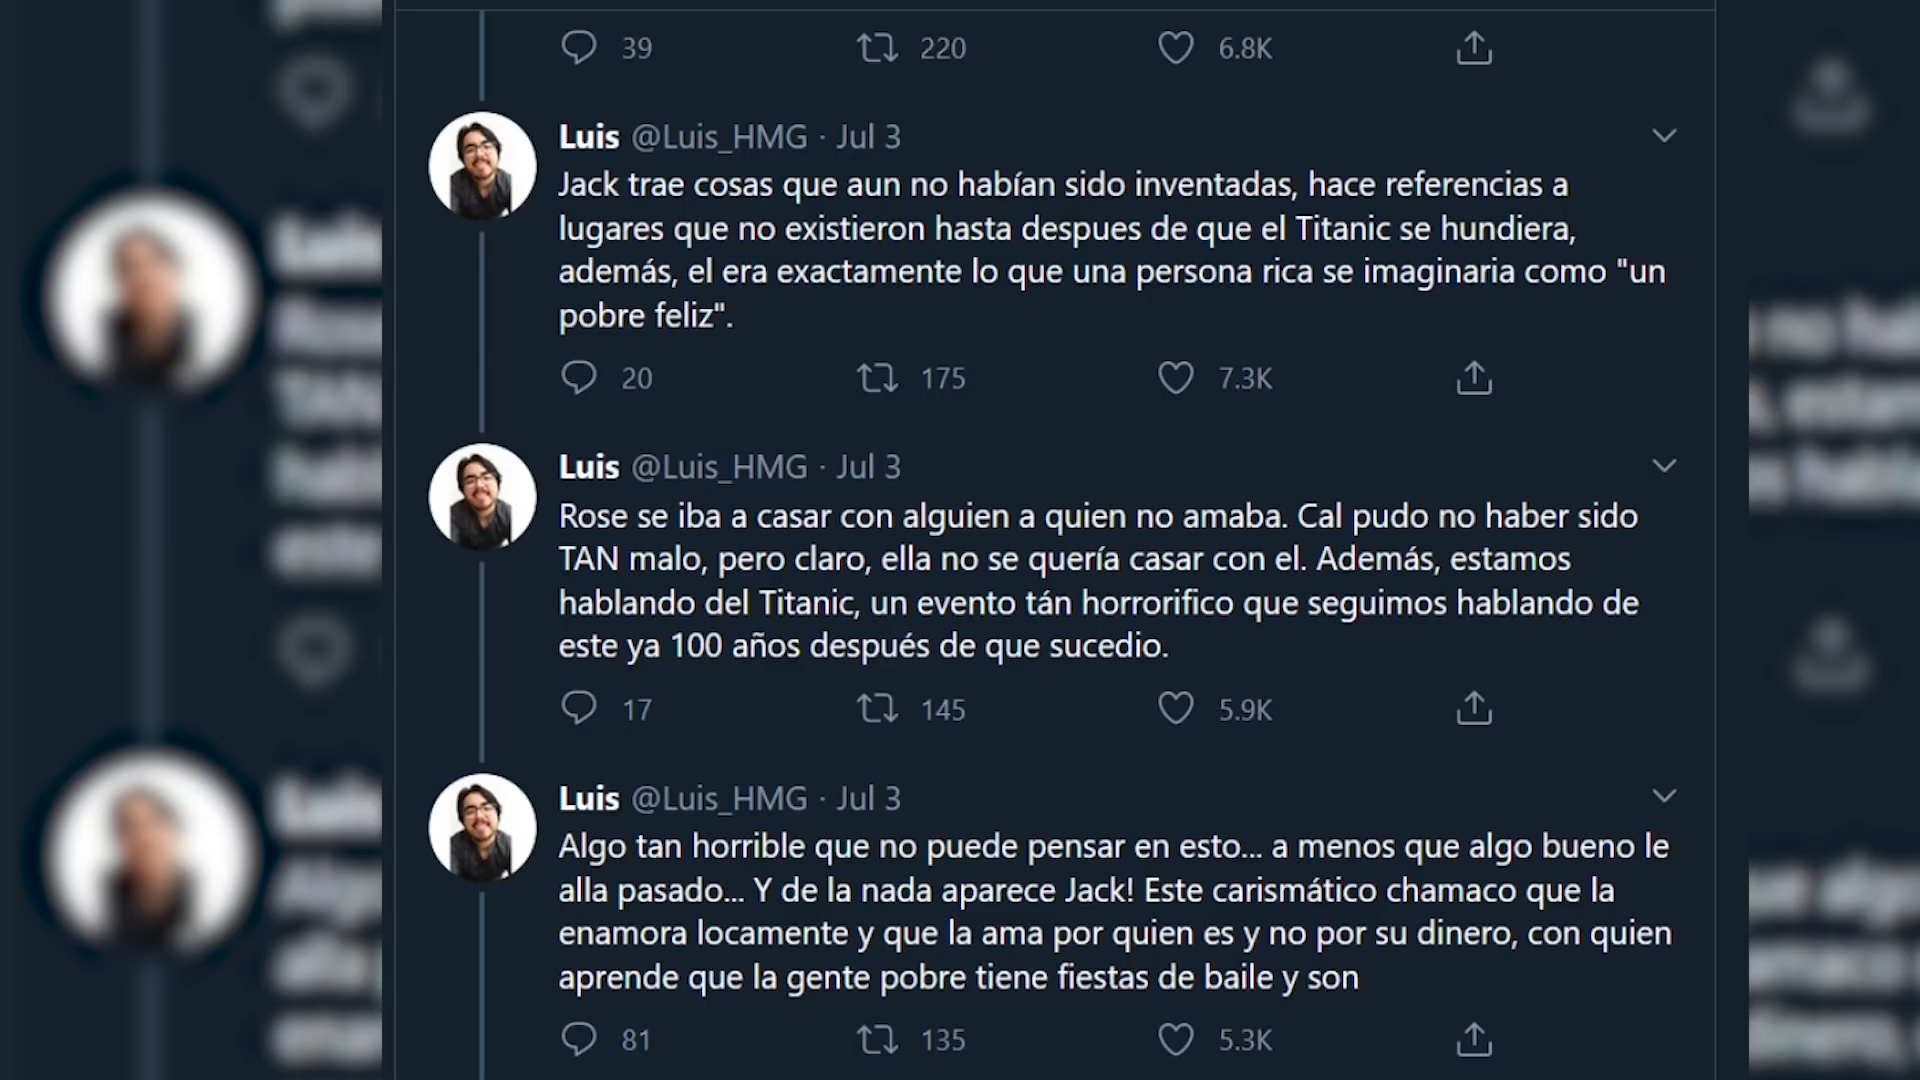 39 220 6.8K
Luis @Luis_HMG · Jul 3
Jack trae cosas que aun no habían sido inventadas, hace referencias a
lugares que no existieron hasta despues de que el Titanic se hundiera,
además, el era exactamente lo que una persona rica se imaginaria como "un
pobre feliz".
20 175 7.3K
Luis @Luis_HMG · Jul 3
Rose se iba a casar con alguien a quien no amaba. Cal pudo no haber sido
TAN malo, pero claro, ella no se quería casar con el. Además, estamos
hablando del Titanic, un evento tán horrorifico que seguimos hablando de
este ya 100 años después de que sucedio.
17 145 5.9K
Luis @Luis_HMG · Jul 3
Algo tan horrible que no puede pensar en esto... a menos que algo bueno le
alla pasado... Y de la nada aparece Jack! Este carismático chamaco que la
enamora locamente y que la ama por quien es y no por su dinero, con quien
aprende que la gente pobre tiene fiestas de baile y son
81 135 5.3K